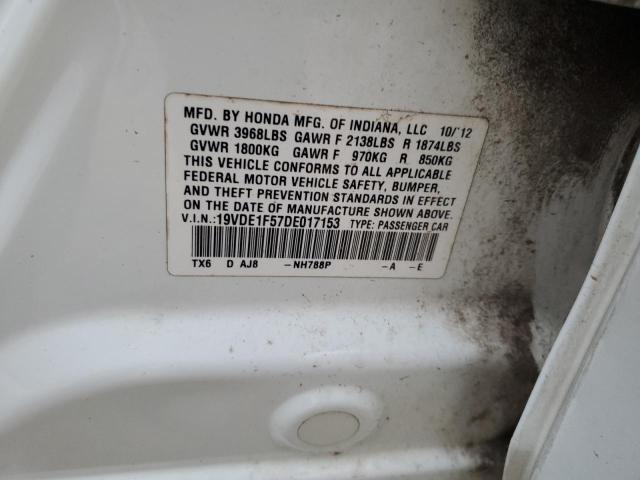 MFD. BY HONDA MFG. OF INDIANA, LLC 10/'12
GVWR 3968LBS GAWR F 2138LBS R 1874LBS
GVWR 1800KG GAWR F 970KG R 850KG
THIS VEHICLE CONFORMS TO ALL APPLICABLE
FEDERAL MOTOR VEHICLE SAFETY, BUMPER,
AND THEFT PREVENTION STANDARDS IN EFFECT
ON THE DATE OF MANUFACTURE SHOWN ABOVE.
V.I.N.: 19VDE1F57DE017153 TYPE: PASSENGER CAR
TX6 D AJ8 -NH788P -A -E